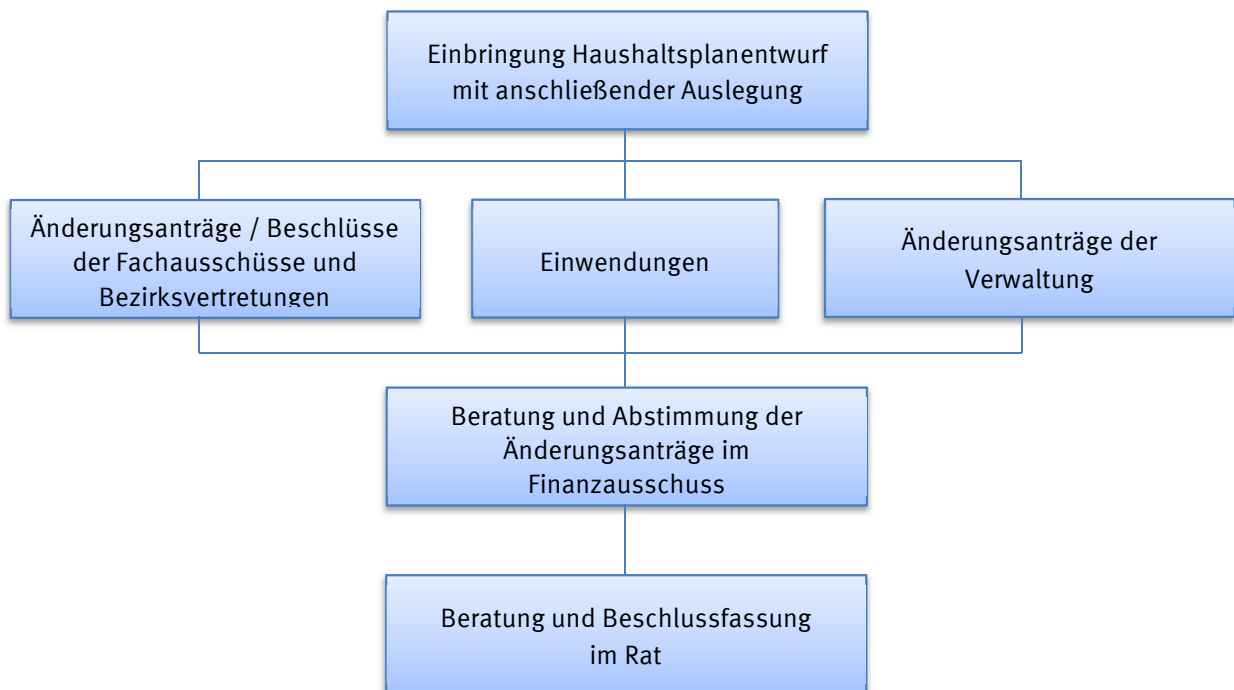 Einbringung Haushaltsplanentwurf
mit anschließender Auslegung
Änderungsanträge / Beschlüsse
der Fachausschüsse und
Bezirksvertretungen
Einwendungen
Änderungsanträge der
Verwaltung
Beratung und Abstimmung der
Änderungsanträge im
Finanzausschuss
Beratung und Beschlussfassung
im Rat